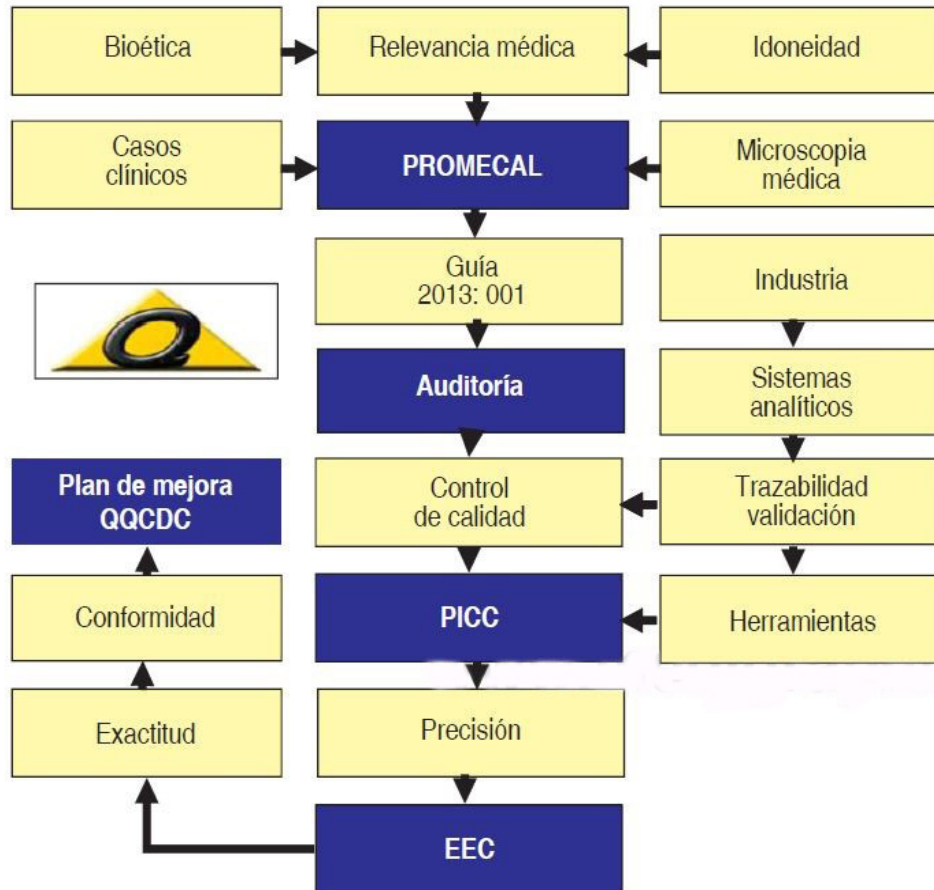 Bioética
Relevancia médica
Idoneidad
Casos
clínicos
PROMECAL
Microscopia
médica
Guía
2013: 001
Industria
Q
Auditoría
Sistemas
analíticos
Plan de mejora
QQCDC
Control
de calidad
Trazabilidad
validación
Conformidad
PICC
Herramientas
Exactitud
Precisión
EEC